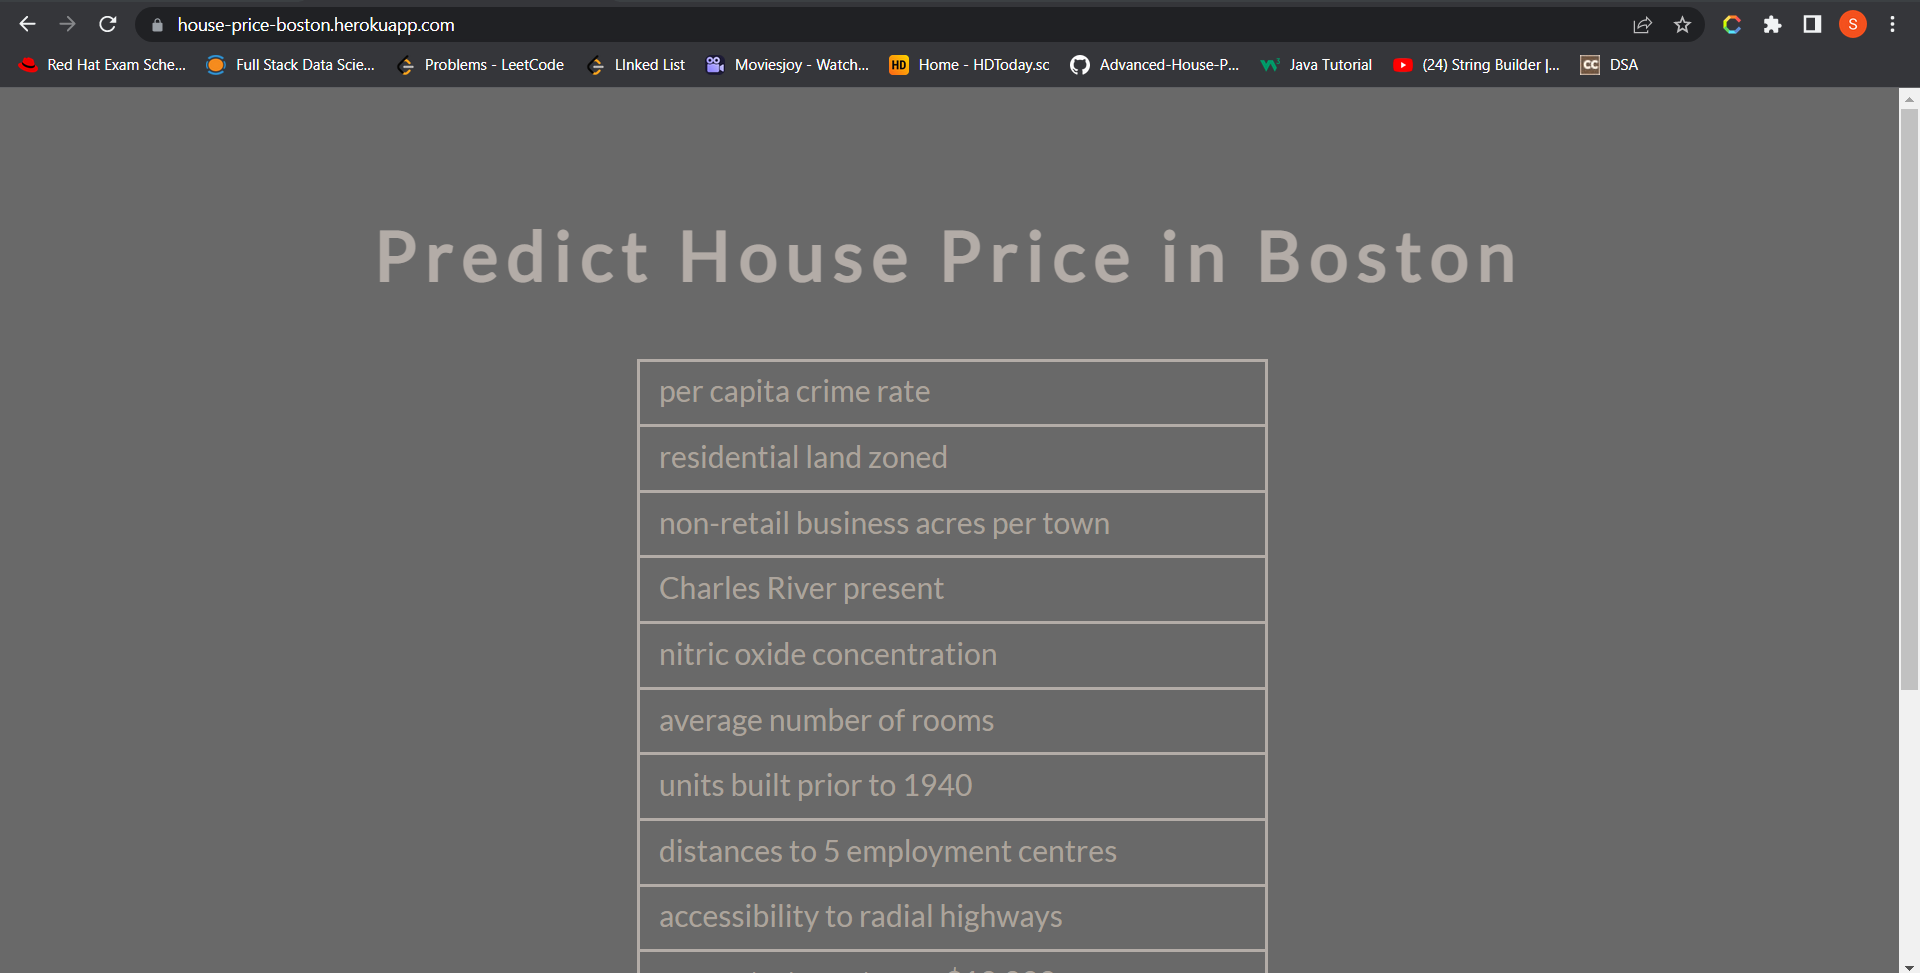 house-price-boston.herokuapp.com
S
Red Hat Exam Sche... Full Stack Data Scie... Problems - LeetCode LInked List Moviesjoy - Watch... HD Home - HDToday.sc Advanced-House-P... Java Tutorial (24) String Builder |... CC DSA
Predict House Price in Boston
per capita crime rate
residential land zoned
non-retail business acres per town
Charles River present
nitric oxide concentration
average number of rooms
units built prior to 1940
distances to 5 employment centres
accessibility to radial highways